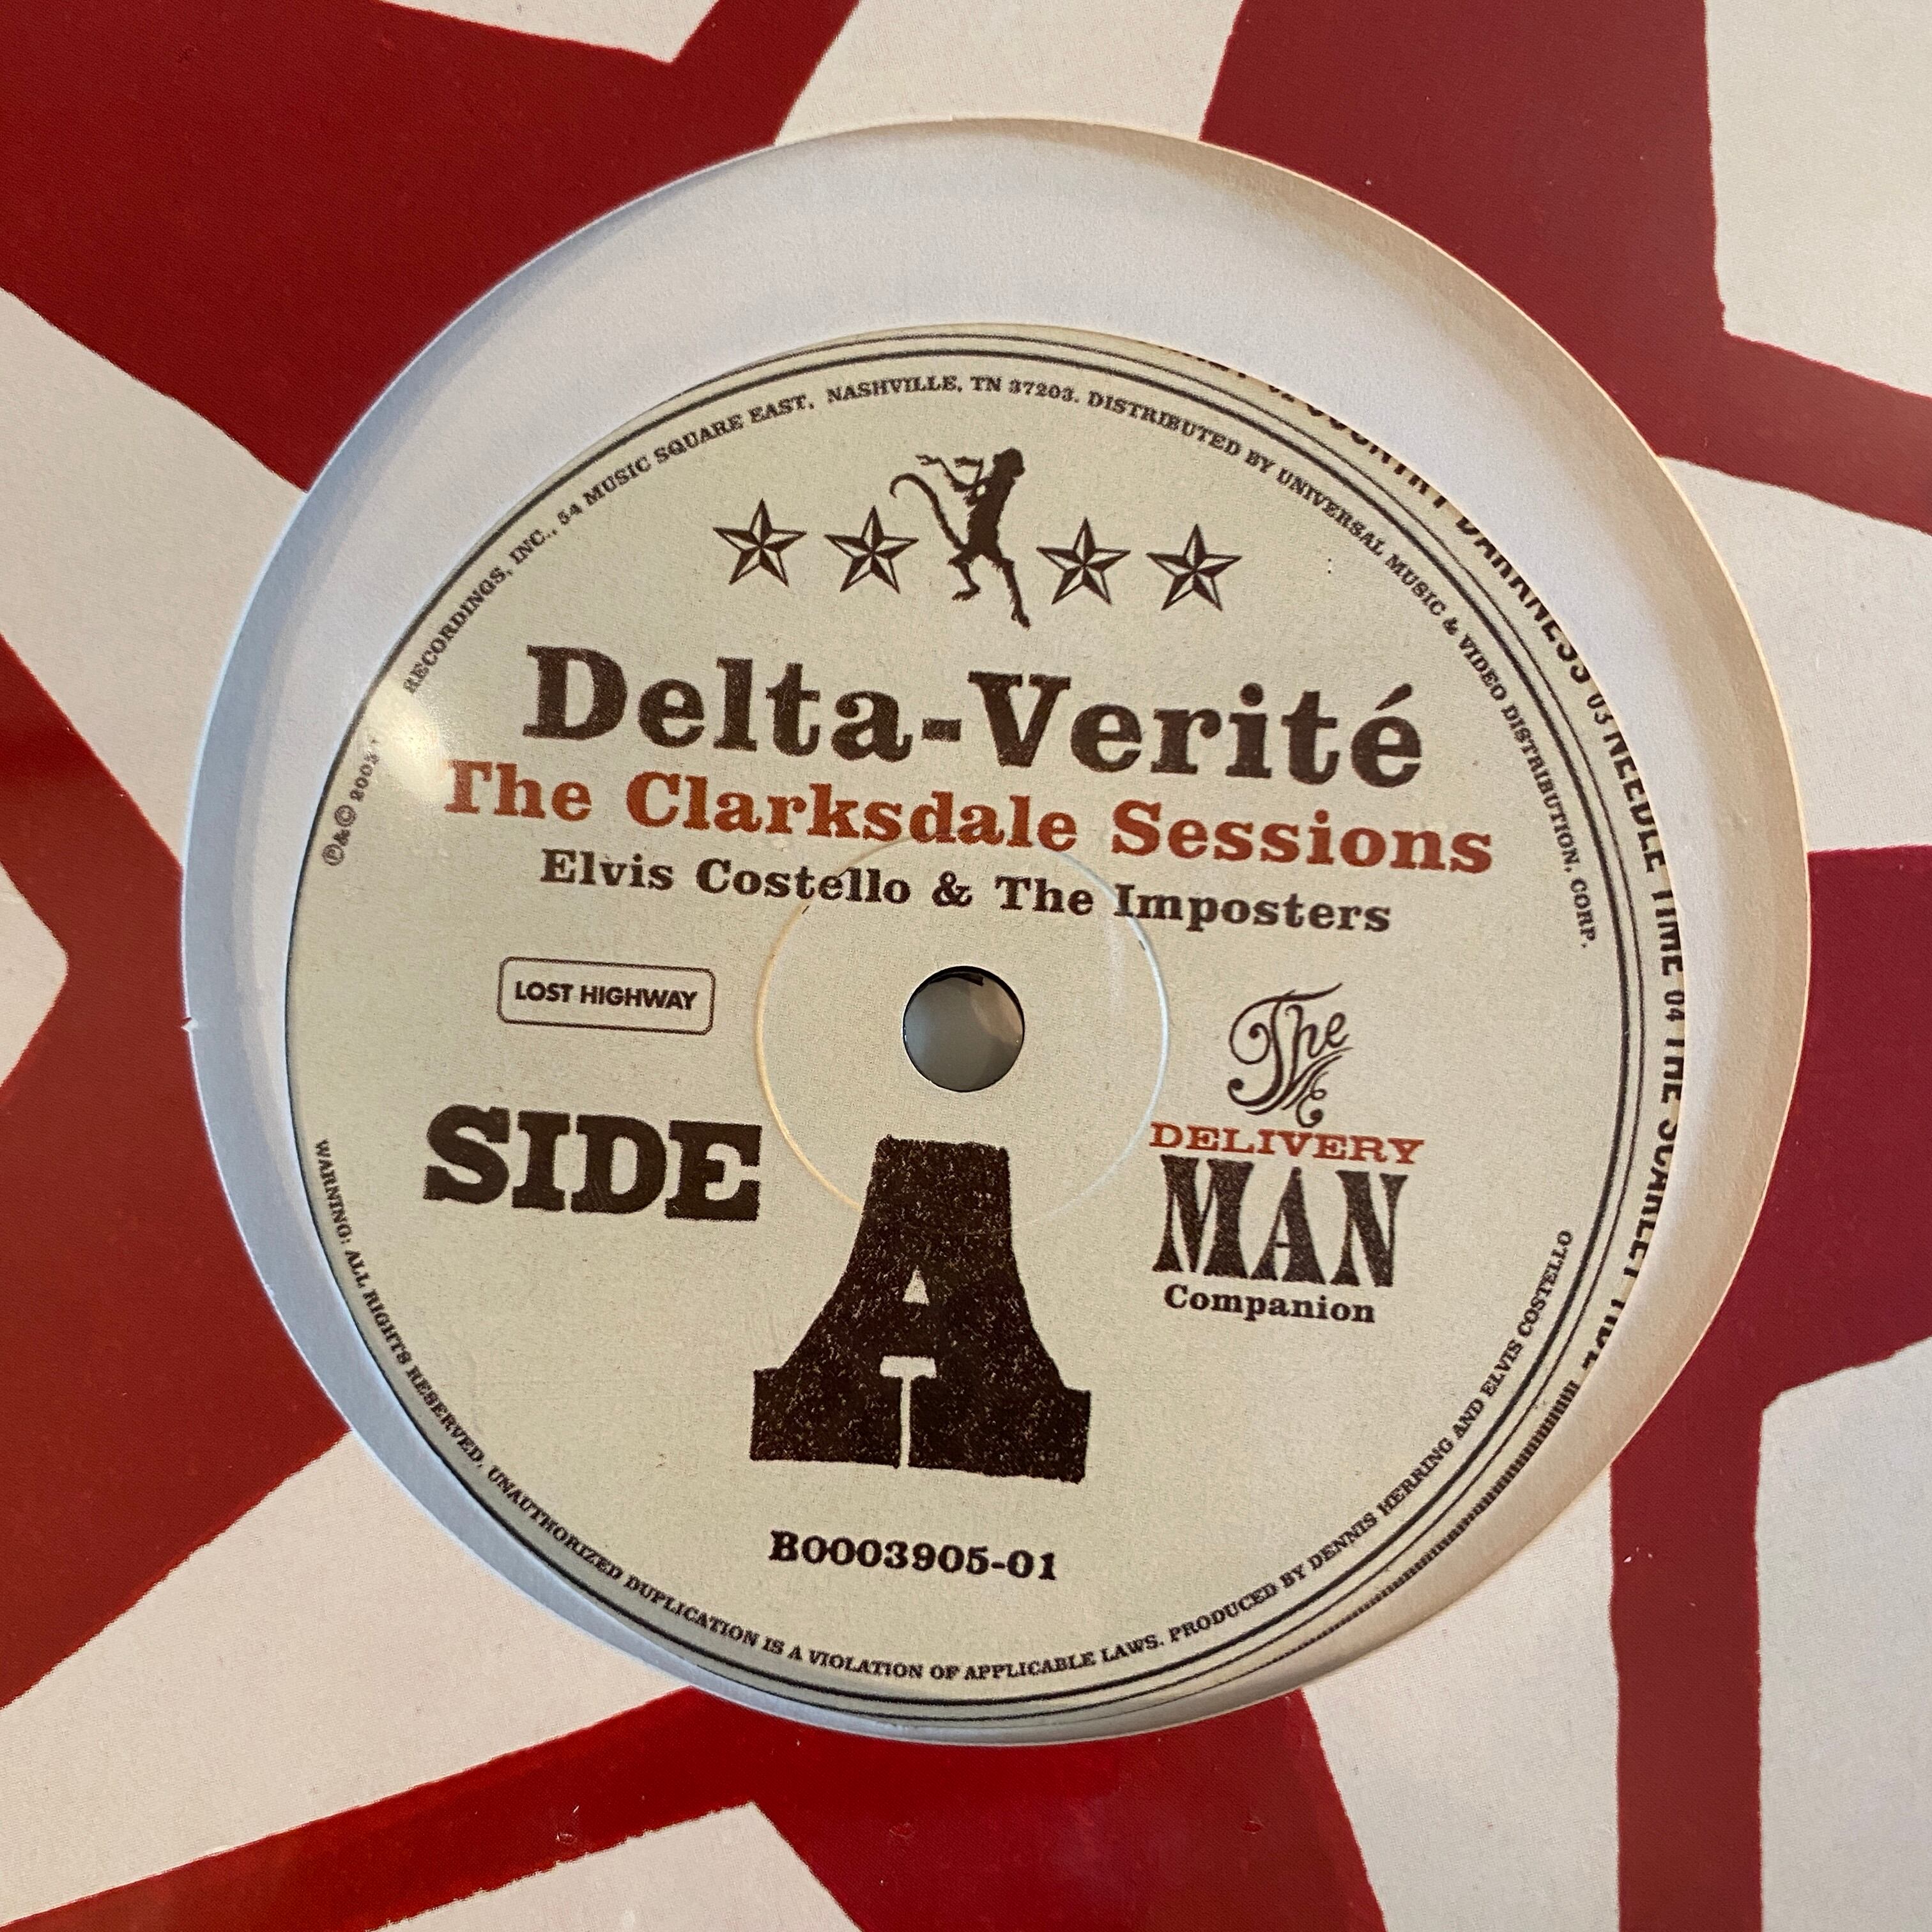 RECORDINGS, INC., 54 MUSIC SQUARE EAST, NASHVILLE, TN 37203. DISTRIBUTED BY UNIVERSAL MUSIC & VIDEO DISTRIBUTION, CORP.
Delta-Verité
The Clarksdale Sessions
Elvis Costello & The Imposters
LOST HIGHWAY
SIDE
A
The
DELIVERY
MAN
Companion
B0003905-01
WARNING: ALL RIGHTS RESERVED. UNAUTHORIZED DUPLICATION IS A VIOLATION OF APPLICABLE LAWS. PRODUCED BY DENNIS HERRING AND ELVIS COSTELLO
DARKNESS 03 NEEDLE TIME 04 THE SCARLET
℗&©